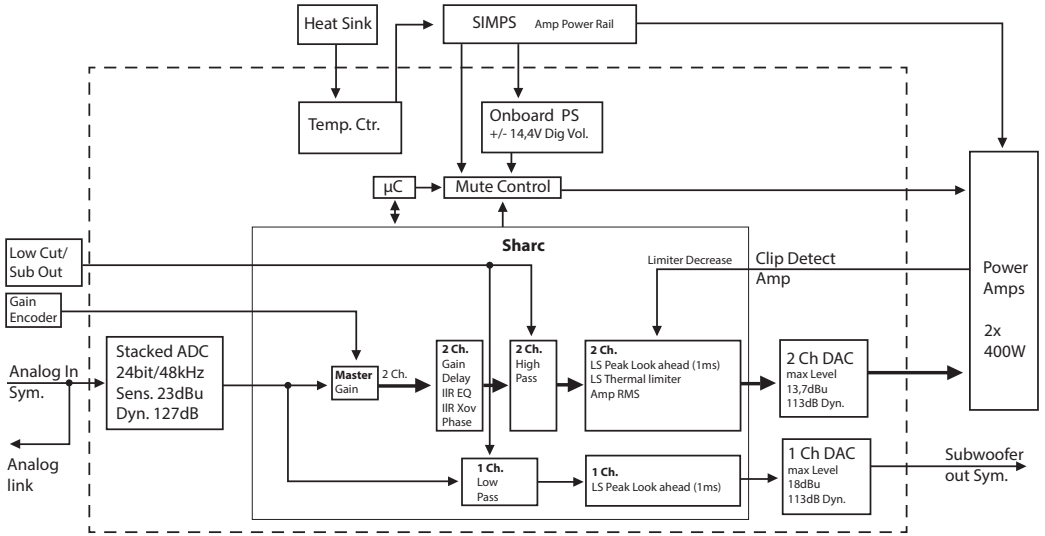 Heat Sink
SIMPS Amp Power Rail
Temp. Ctr.
Onboard PS
+/- 14,4V Dig Vol.
µC
Mute Control
Sharc
Low Cut/
Sub Out
Limiter Decrease
Clip Detect
Amp
Gain
Encoder
Power
Amps
2x
400W
Analog In
Sym.
Stacked ADC
24bit/48kHz
Sens. 23dBu
Dyn. 127dB
Master
Gain
2 Ch.
2 Ch.
Gain
Delay
IIR EQ
IIR Xov
Phase
2 Ch.
High
Pass
2 Ch.
LS Peak Look ahead (1ms)
LS Thermal limiter
Amp RMS
2 Ch DAC
max Level
13,7dBu
113dB Dyn.
Analog
link
1 Ch.
Low
Pass
1 Ch.
LS Peak Look ahead (1ms)
1 Ch DAC
max Level
18dBu
113dB Dyn.
Subwoofer
out Sym.